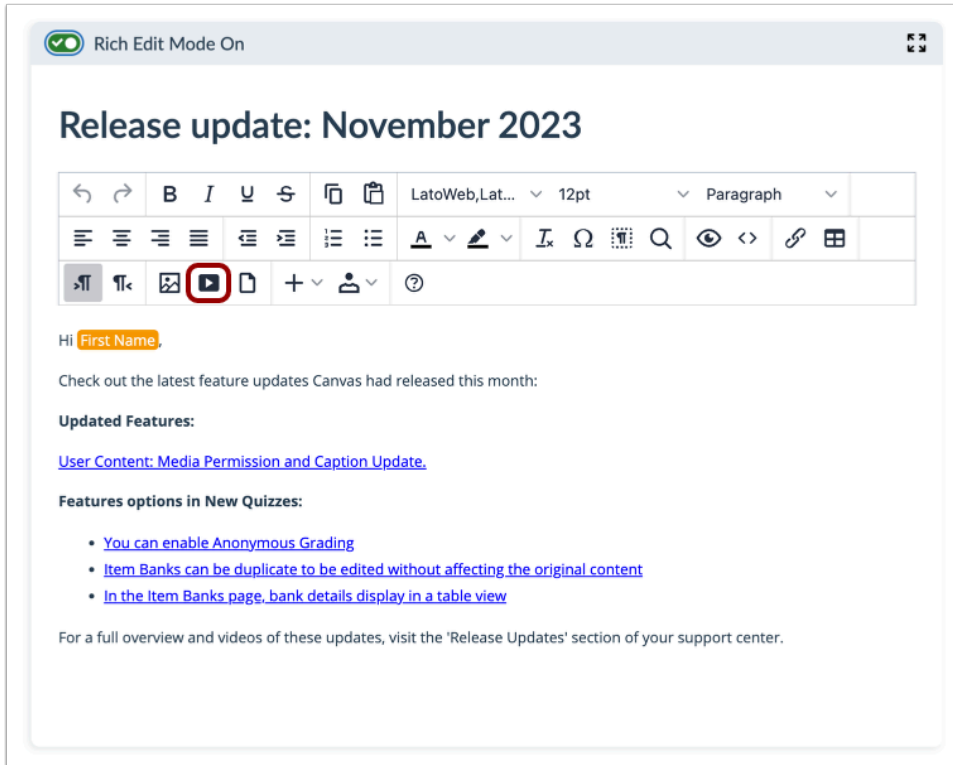 Rich Edit Mode On
Release update: November 2023
LatoWeb,Lat... 12pt Paragraph
Hi First Name,
Check out the latest feature updates Canvas had released this month:
Updated Features:
User Content: Media Permission and Caption Update.
Features options in New Quizzes:
• You can enable Anonymous Grading
• Item Banks can be duplicate to be edited without affecting the original content
• In the Item Banks page, bank details display in a table view
For a full overview and videos of these updates, visit the 'Release Updates' section of your support center.